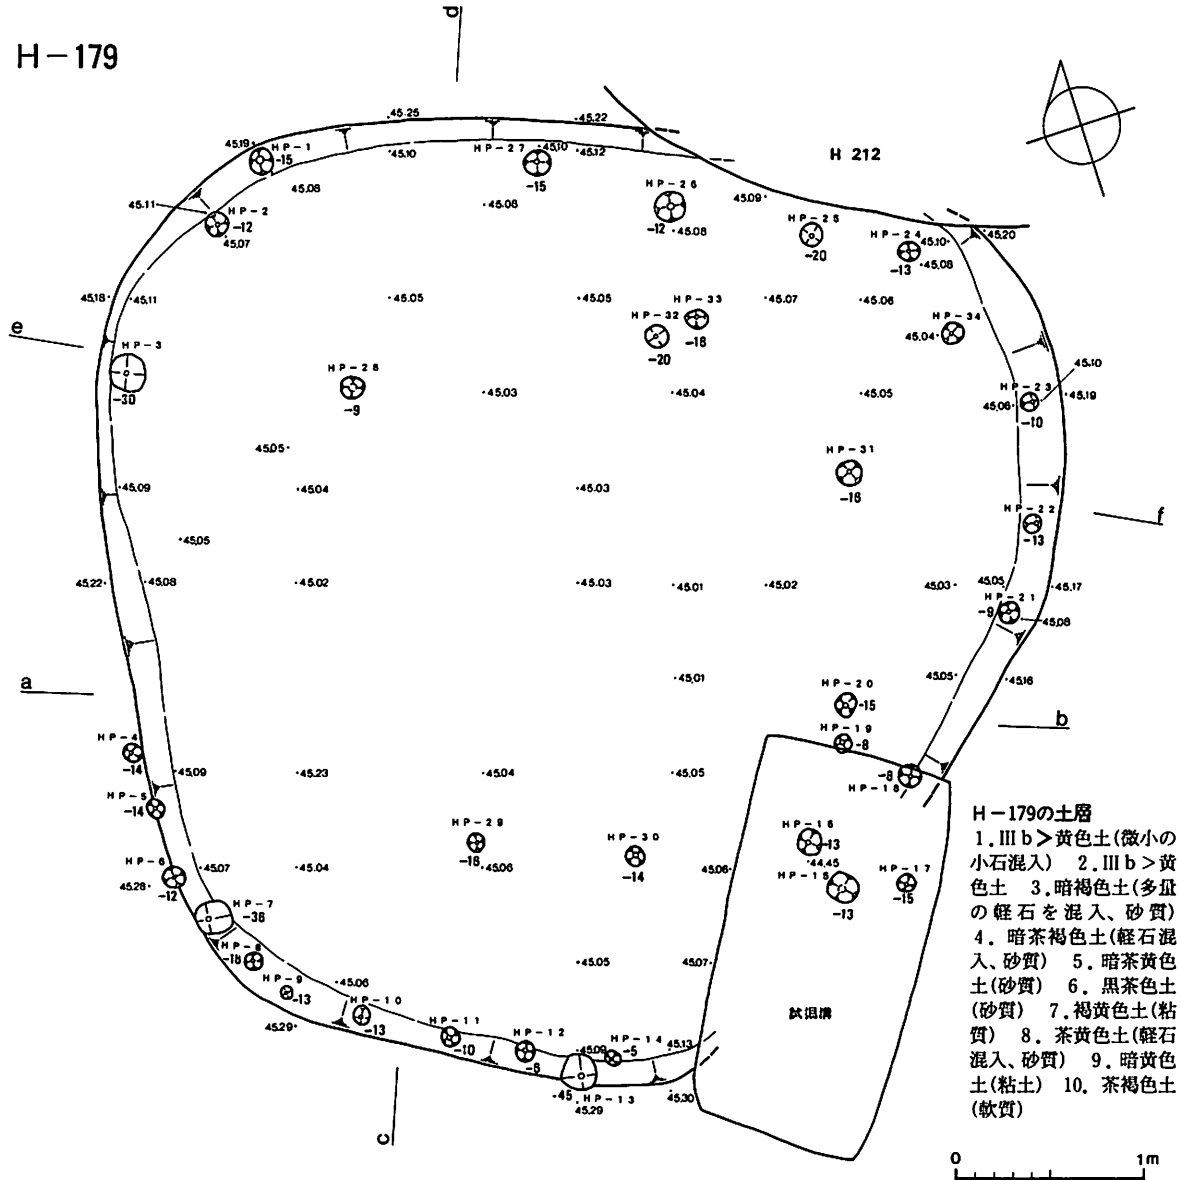 H-179
d
45.25
45.22
45.19
HP-1
-15
45.10
HP-27
45.10
45.12
-15
H 212
45.08
45.11
HP-2
-12
45.07
45.08
HP-26
-12
45.08
45.09
HP-25
-20
HP-24
45.10
-13
45.08
45.20
45.18
45.11
45.05
45.05
HP-33
45.07
45.06
e
HP-3
-30
HP-32
-20
-18
HP-34
45.04
HP-28
-9
45.03
45.04
45.05
45.10
HP-23
45.06
-10
45.19
45.05
HP-31
-16
45.09
45.04
45.03
f
HP-22
-13
45.05
45.22
45.08
45.02
45.03
45.01
45.02
45.03
45.05
45.17
HP-21
-9
45.08
a
45.01
HP-20
-15
45.05
45.16
HP-19
-8
b
HP-4
-14
45.09
45.23
45.04
45.05
-8
HP-18
HP-5
-14
HP-29
-18
45.06
HP-30
-14
HP-16
-13
44.45
HP-6
-12
45.28
45.07
45.04
45.06
HP-15
-13
HP-17
-15
HP-7
-38
HP-8
-18
HP-9
-13
45.06
45.05
45.07
45.29
HP-10
-13
HP-11
-10
HP-12
-8
45.09
HP-14
-5
45.13
-45
HP-13
45.29
45.30
c
試掘溝
H-179の土層
1.Ⅲb>黄色土(微小の
小石混入) 2.Ⅲb>黄
色土 3.暗褐色土(多量
の軽石を混入、砂質)
4.暗茶褐色土(軽石混
入、砂質) 5.暗茶黄色
土(砂質) 6.黒茶色土
(砂質) 7.褐黄色土(粘
質) 8.茶黄色土(軽石
混入、砂質) 9.暗黄色
土(粘土) 10.茶褐色土
(軟質)
0 1m